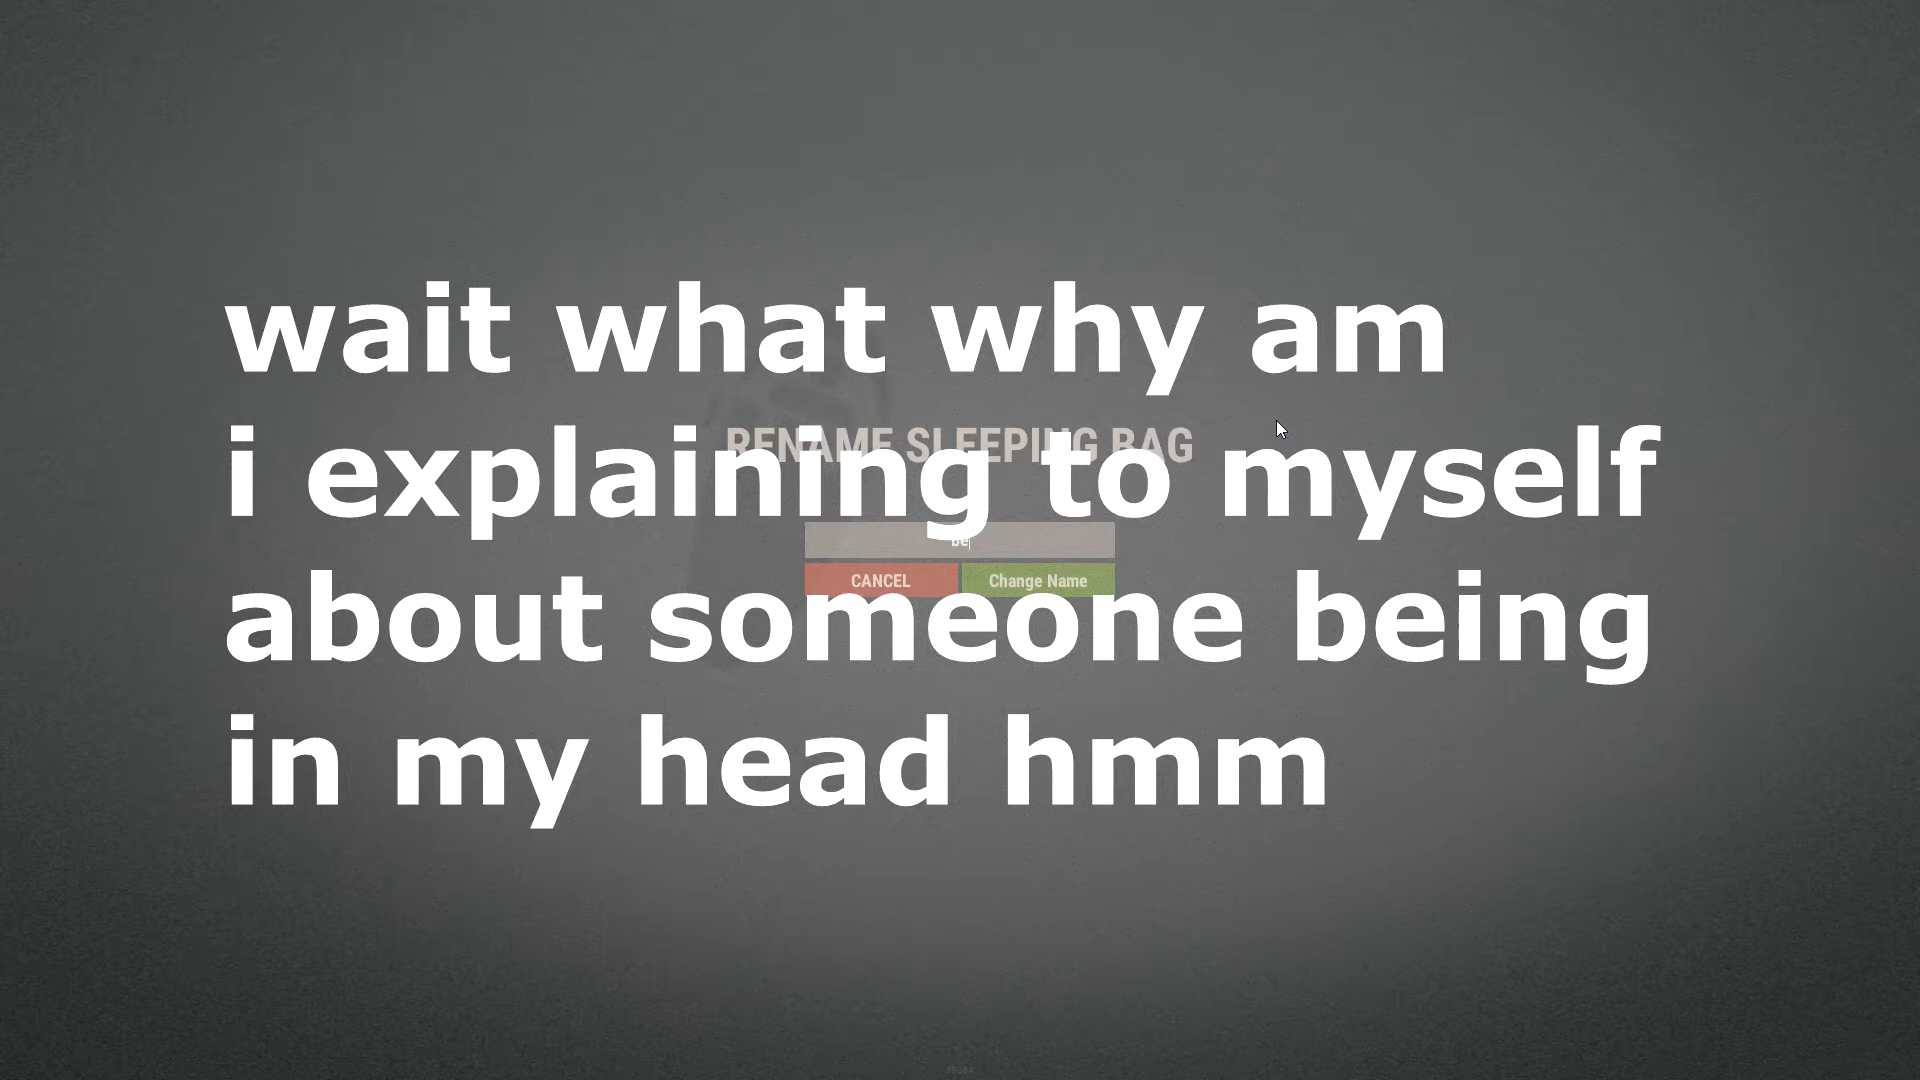 wait what why am
i explaining to myself
RENAME SLEEPING BAG
be
CANCEL
Change Name
about someone being
in my head hmm